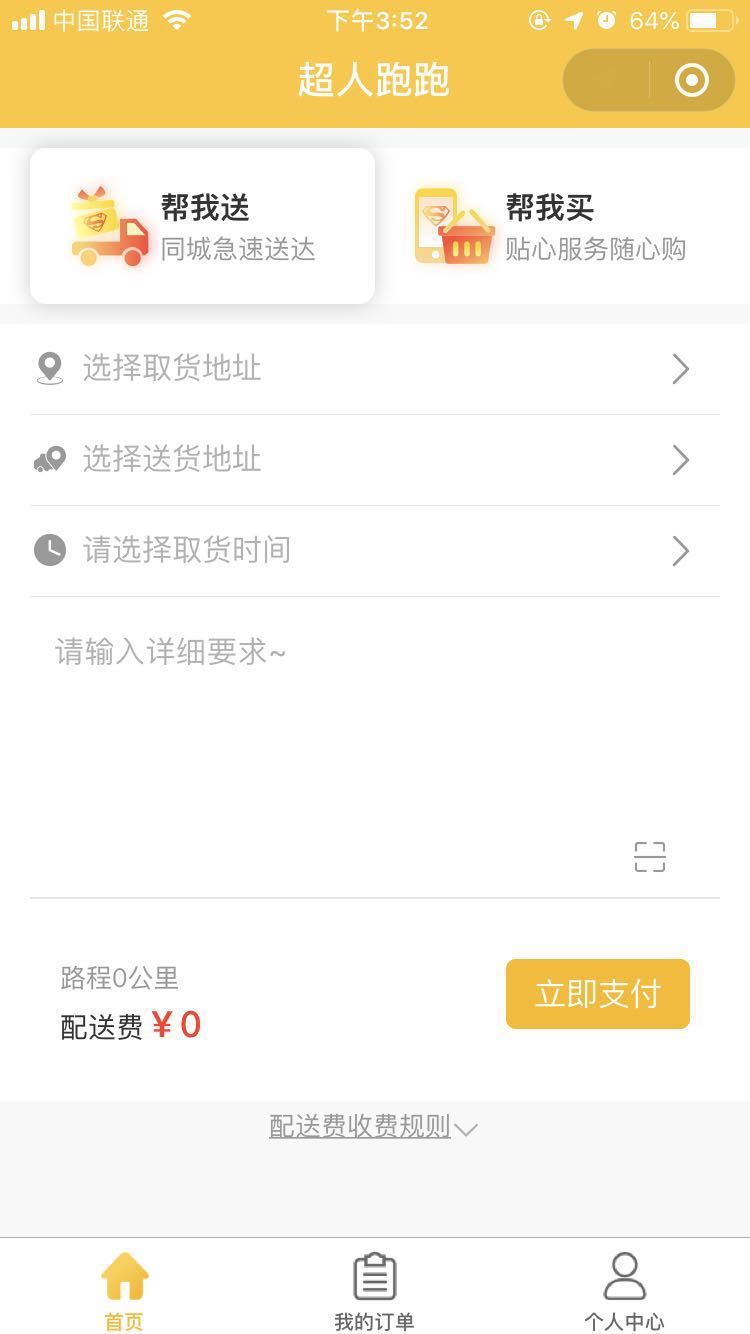 中国联通 下午3:52 64%
超人跑跑
帮我送
同城急速送达
帮我买
贴心服务随心购
选择取货地址
选择送货地址
请选择取货时间
请输入详细要求~
路程0公里
配送费 ¥ 0
立即支付
配送费收费规则
首页 我的订单 个人中心